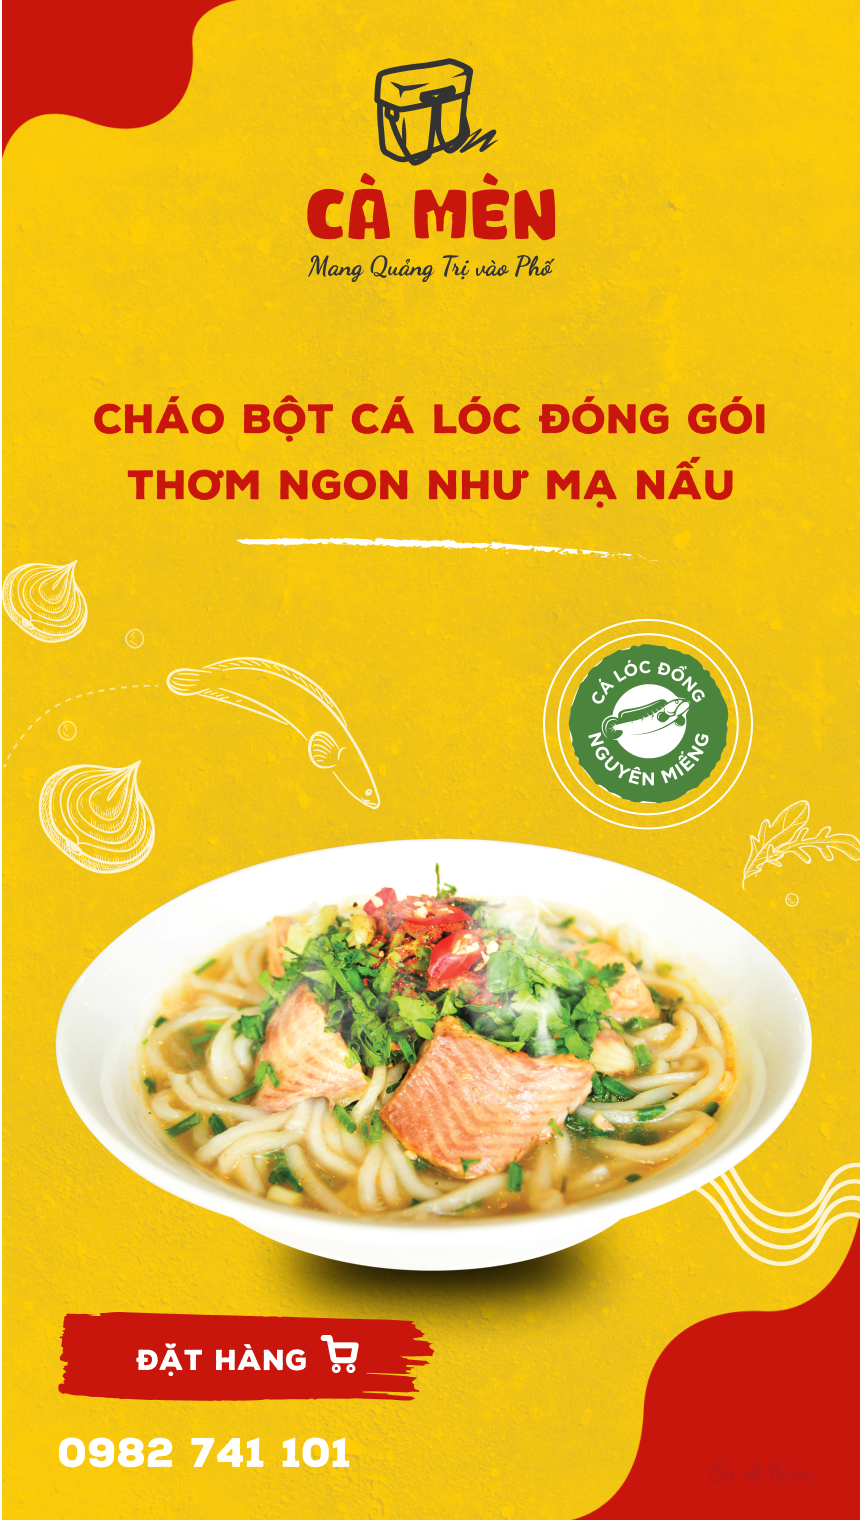 CÀ MÈN
Mang Quảng Trị vào Phố
CHÁO BỘT CÁ LÓC ĐÓNG GÓI
THƠM NGON NHƯ MẠ NẤU
CÁ LÓC ĐỒNG
NGUYÊN MIẾNG
ĐẶT HÀNG
0982 741 101